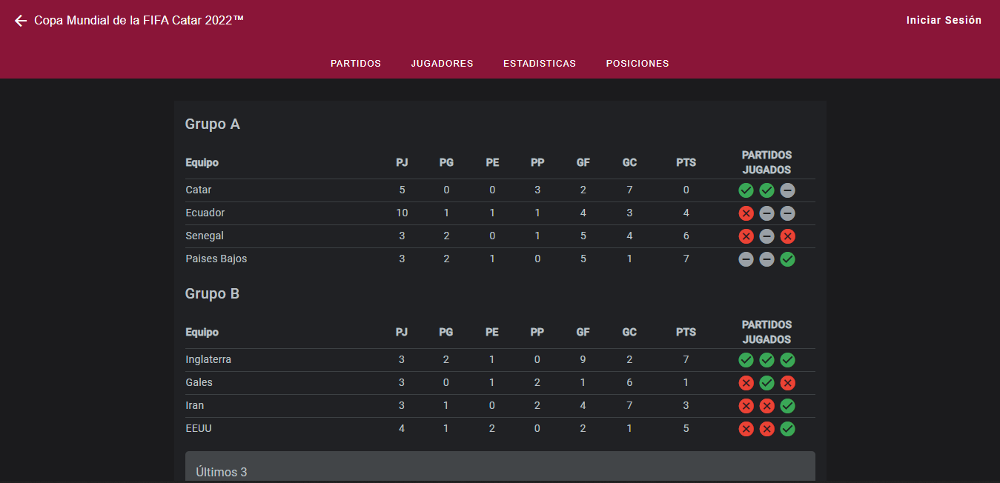 Copa Mundial de la FIFA Catar 2022™
Iniciar Sesión
PARTIDOS JUGADORES ESTADISTICAS POSICIONES
Grupo A
Equipo PJ PG PE PP GF GC PTS PARTIDOS JUGADOS
Catar 5 0 0 3 2 7 0
Ecuador 10 1 1 1 4 3 4
Senegal 3 2 0 1 5 4 6
Paises Bajos 3 2 1 0 5 1 7
Grupo B
Equipo PJ PG PE PP GF GC PTS PARTIDOS JUGADOS
Inglaterra 3 2 1 0 9 2 7
Gales 3 0 1 2 1 6 1
Iran 3 1 0 2 4 7 3
EEUU 4 1 2 0 2 1 5
Últimos 3